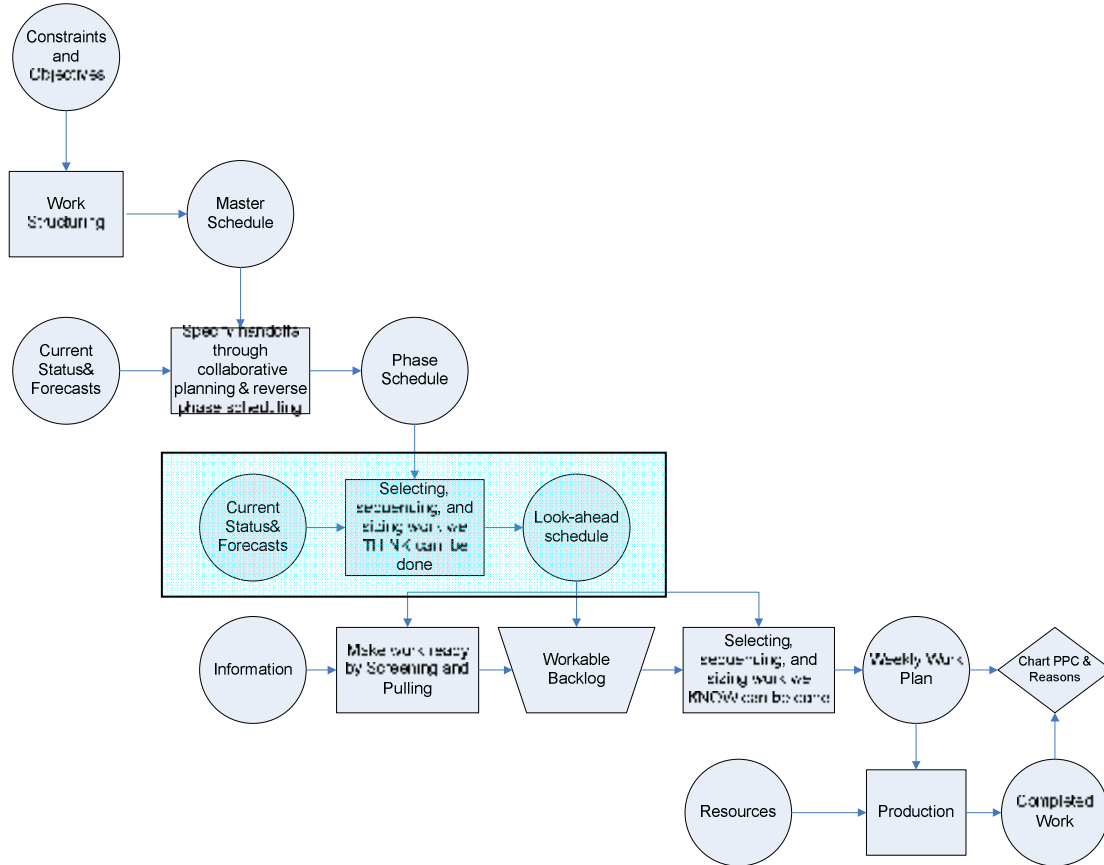 Constraints
and
Objectives
Work
Structuring
Master
Schedule
Current
Status&
Forecasts
Specify handoffs
through
collaborative
planning & reverse
phase scheduling
Phase
Schedule
Current
Status&
Forecasts
Selecting,
sequencing, and
sizing work we
THINK can be
done
Look-ahead
schedule
Information
Make work ready
by Screening and
Pulling
Workable
Backlog
Selecting,
sequencing, and
sizing work we
KNOW can be done
Weekly Work
Plan
Chart PPC &
Reasons
Resources
Production
Completed
Work